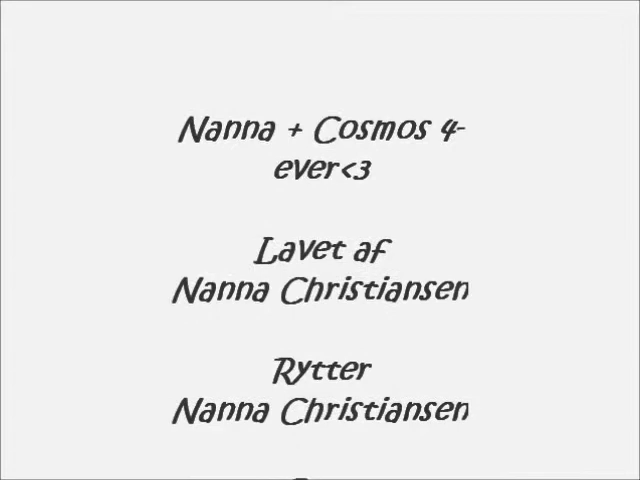 Nanna + Cosmos 4-
ever<3
Lavet af
Nanna Christiansen
Rytter
Nanna Christiansen